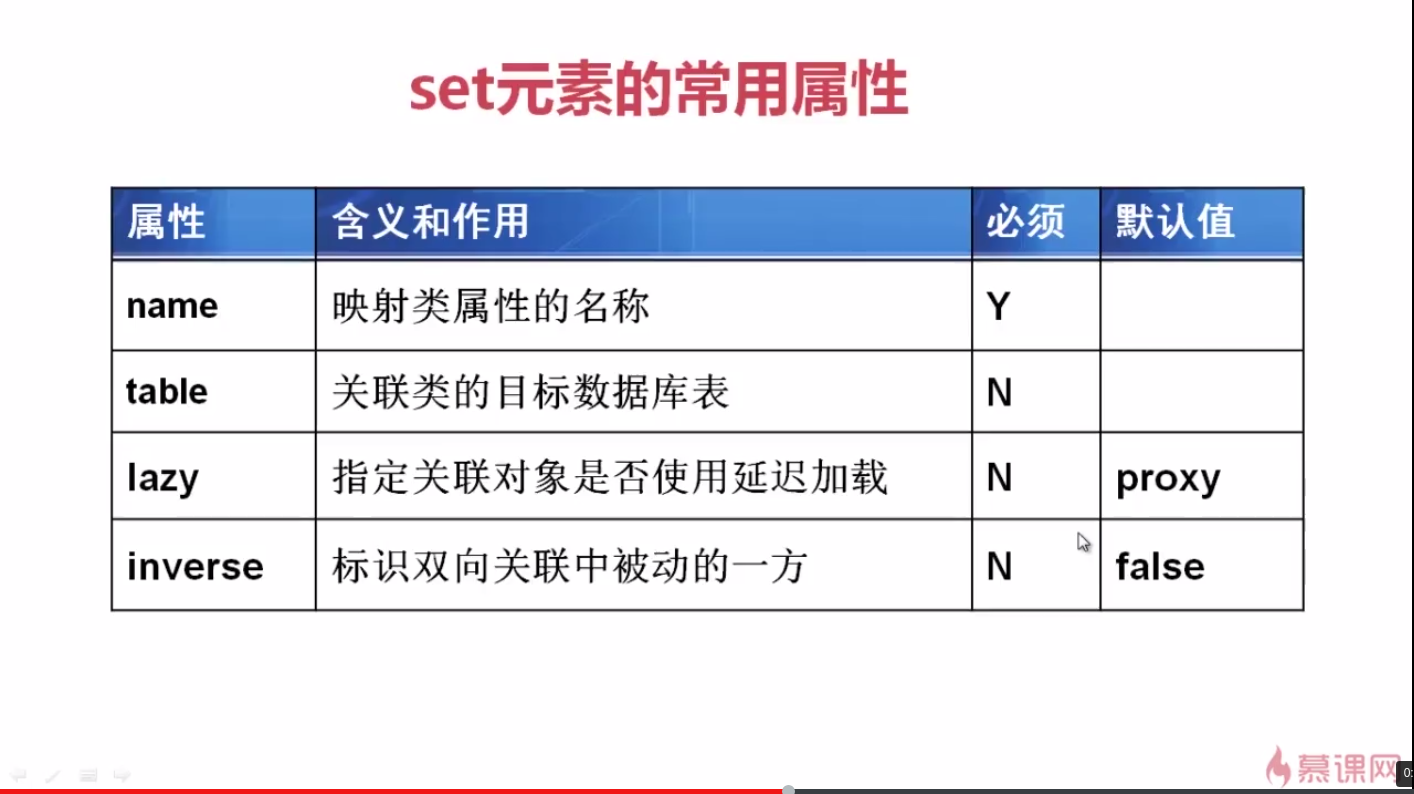 set元素的常用属性
属性 含义和作用 必须 默认值
name 映射类属性的名称 Y
table 关联类的目标数据库表 N
lazy 指定关联对象是否使用延迟加载 N proxy
inverse 标识双向关联中被动的一方 N false
慕课网
0: